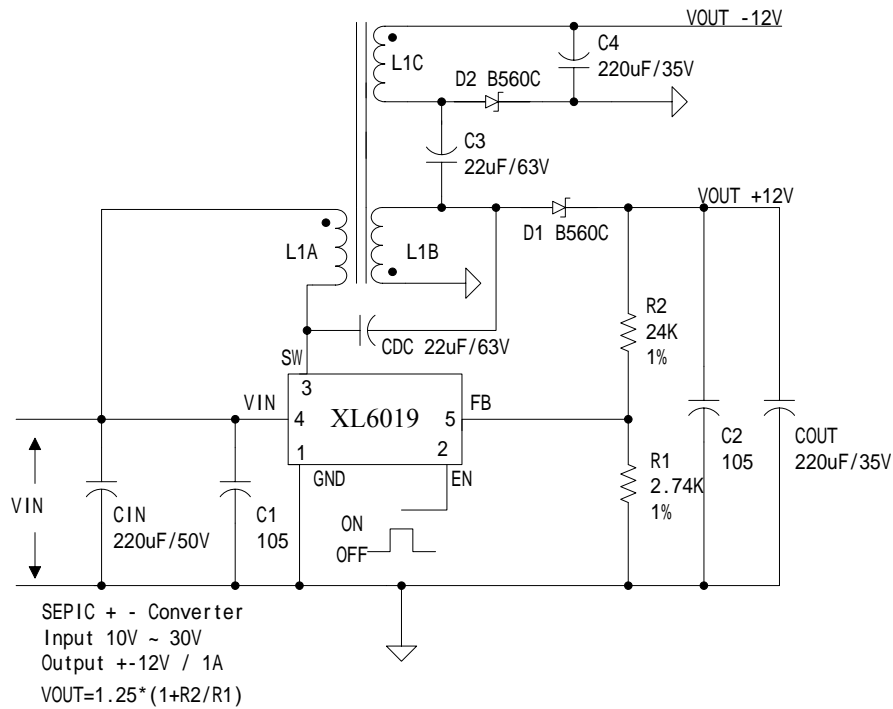 VOUT -12V
C4
220uF/35V
L1C
D2 B560C
C3
22uF/63V
VOUT +12V
D1 B560C
L1A
L1B
R2
24K
1%
CDC 22uF/63V
SW
3
VIN
4
XL6019
5
FB
1
2
GND
EN
VIN
CIN
220uF/50V
C1
105
ON
OFF
R1
2.74K
1%
C2
105
COUT
220uF/35V
SEPIC + - Converter
Input 10V ~ 30V
Output +-12V / 1A
VOUT=1.25*(1+R2/R1)